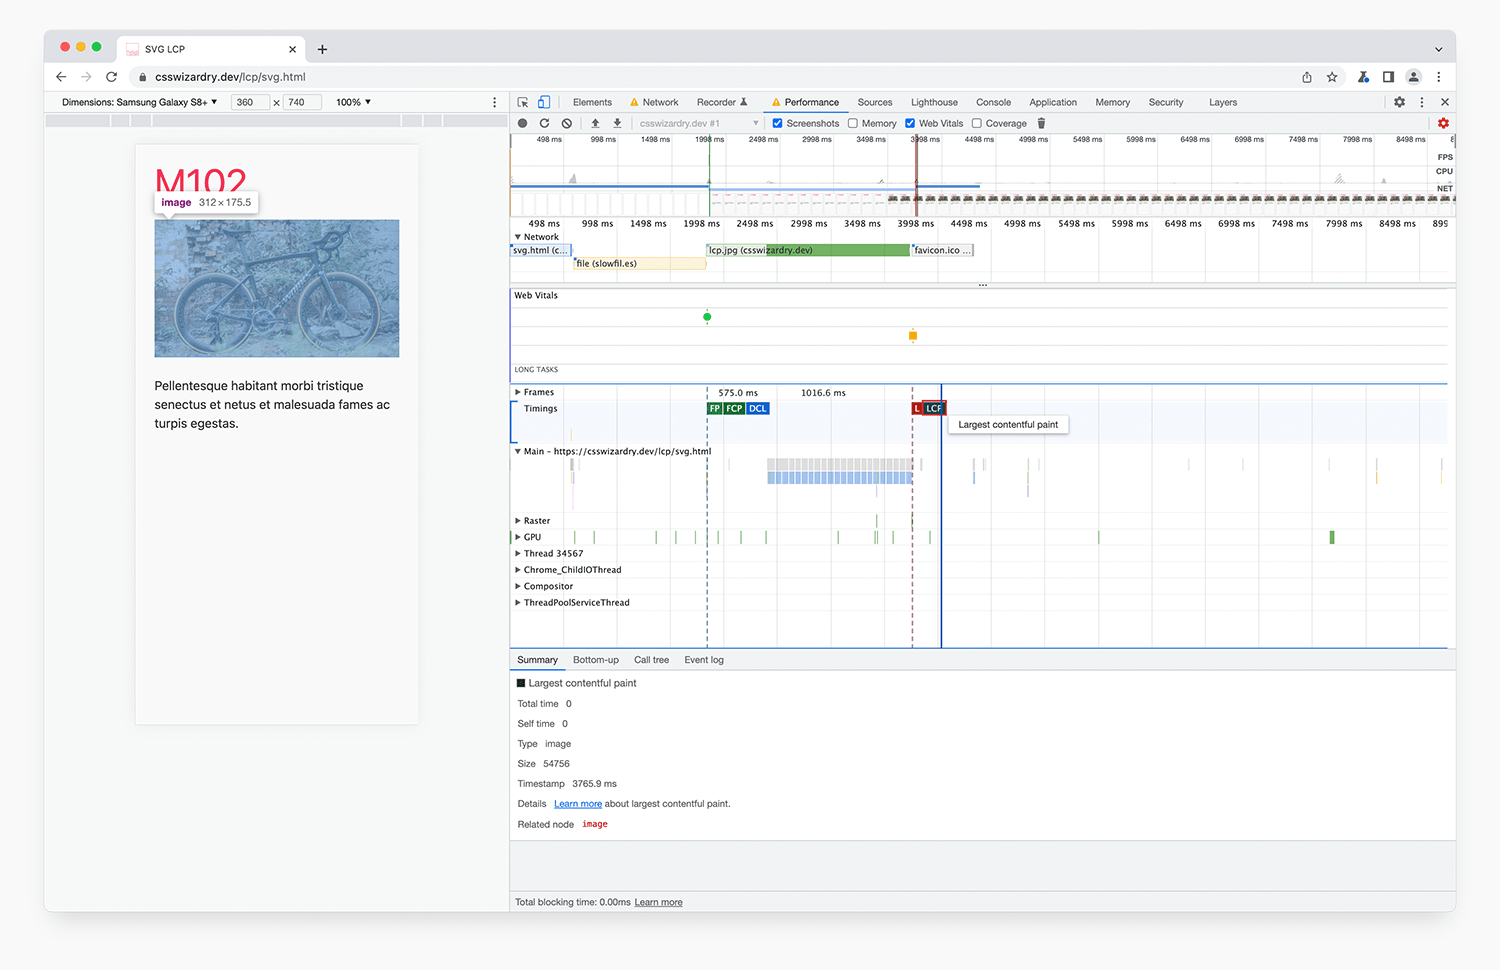 SVG LCP
csswizardry.dev/lcp/svg.html
Dimensions: Samsung Galaxy S8+ ▼ 360 × 740 100% ▼
Elements Network Recorder Performance Sources Lighthouse Console Application Memory Security Layers
csswizardry.dev #1 Screenshots Memory Web Vitals Coverage
498 ms 998 ms 1498 ms 1998 ms 2498 ms 2998 ms 3498 ms 3998 ms 4498 ms 4998 ms 5498 ms 5998 ms 6498 ms 6998 ms 7498 ms 7998 ms 8498 ms
FPS
CPU
NET
498 ms 998 ms 1498 ms 1998 ms 2498 ms 2998 ms 3498 ms 3998 ms 4498 ms 4998 ms 5498 ms 5998 ms 6498 ms 6998 ms 7498 ms 7998 ms 8498 ms 899
M102
image 312×175.5
Pellentesque habitant morbi tristique
senectus et netus et malesuada fames ac
turpis egestas.
Network
svg.html (c... lcp.jpg (csswizardry.dev) favicon.ico ...
file (slowfil.es)
Web Vitals
LONG TASKS
Frames 575.0 ms 1016.6 ms
Timings FP FCP DCL L LCP
Largest contentful paint
Main – https://csswizardry.dev/lcp/svg.html
Raster
GPU
Thread 34567
Chrome_ChildIOThread
Compositor
ThreadPoolServiceThread
Summary Bottom-up Call tree Event log
Largest contentful paint
Total time 0
Self time 0
Type image
Size 54756
Timestamp 3765.9 ms
Details Learn more about largest contentful paint.
Related node image
Total blocking time: 0.00ms Learn more